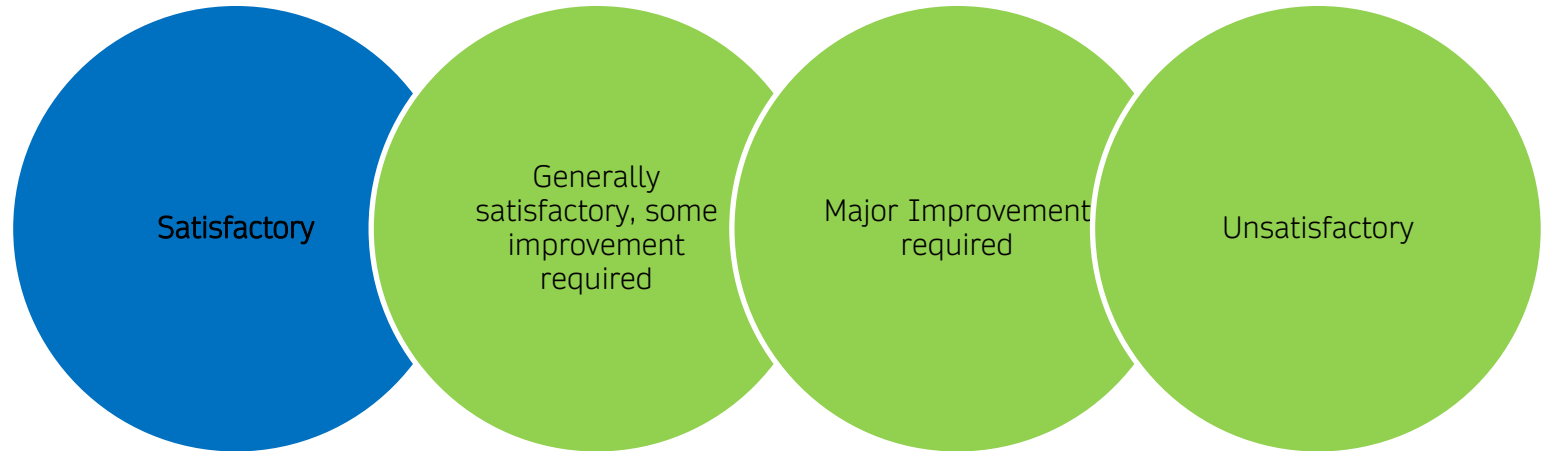 Satisfactory
Generally
satisfactory, some
improvement
required
Major Improvement
required
Unsatisfactory